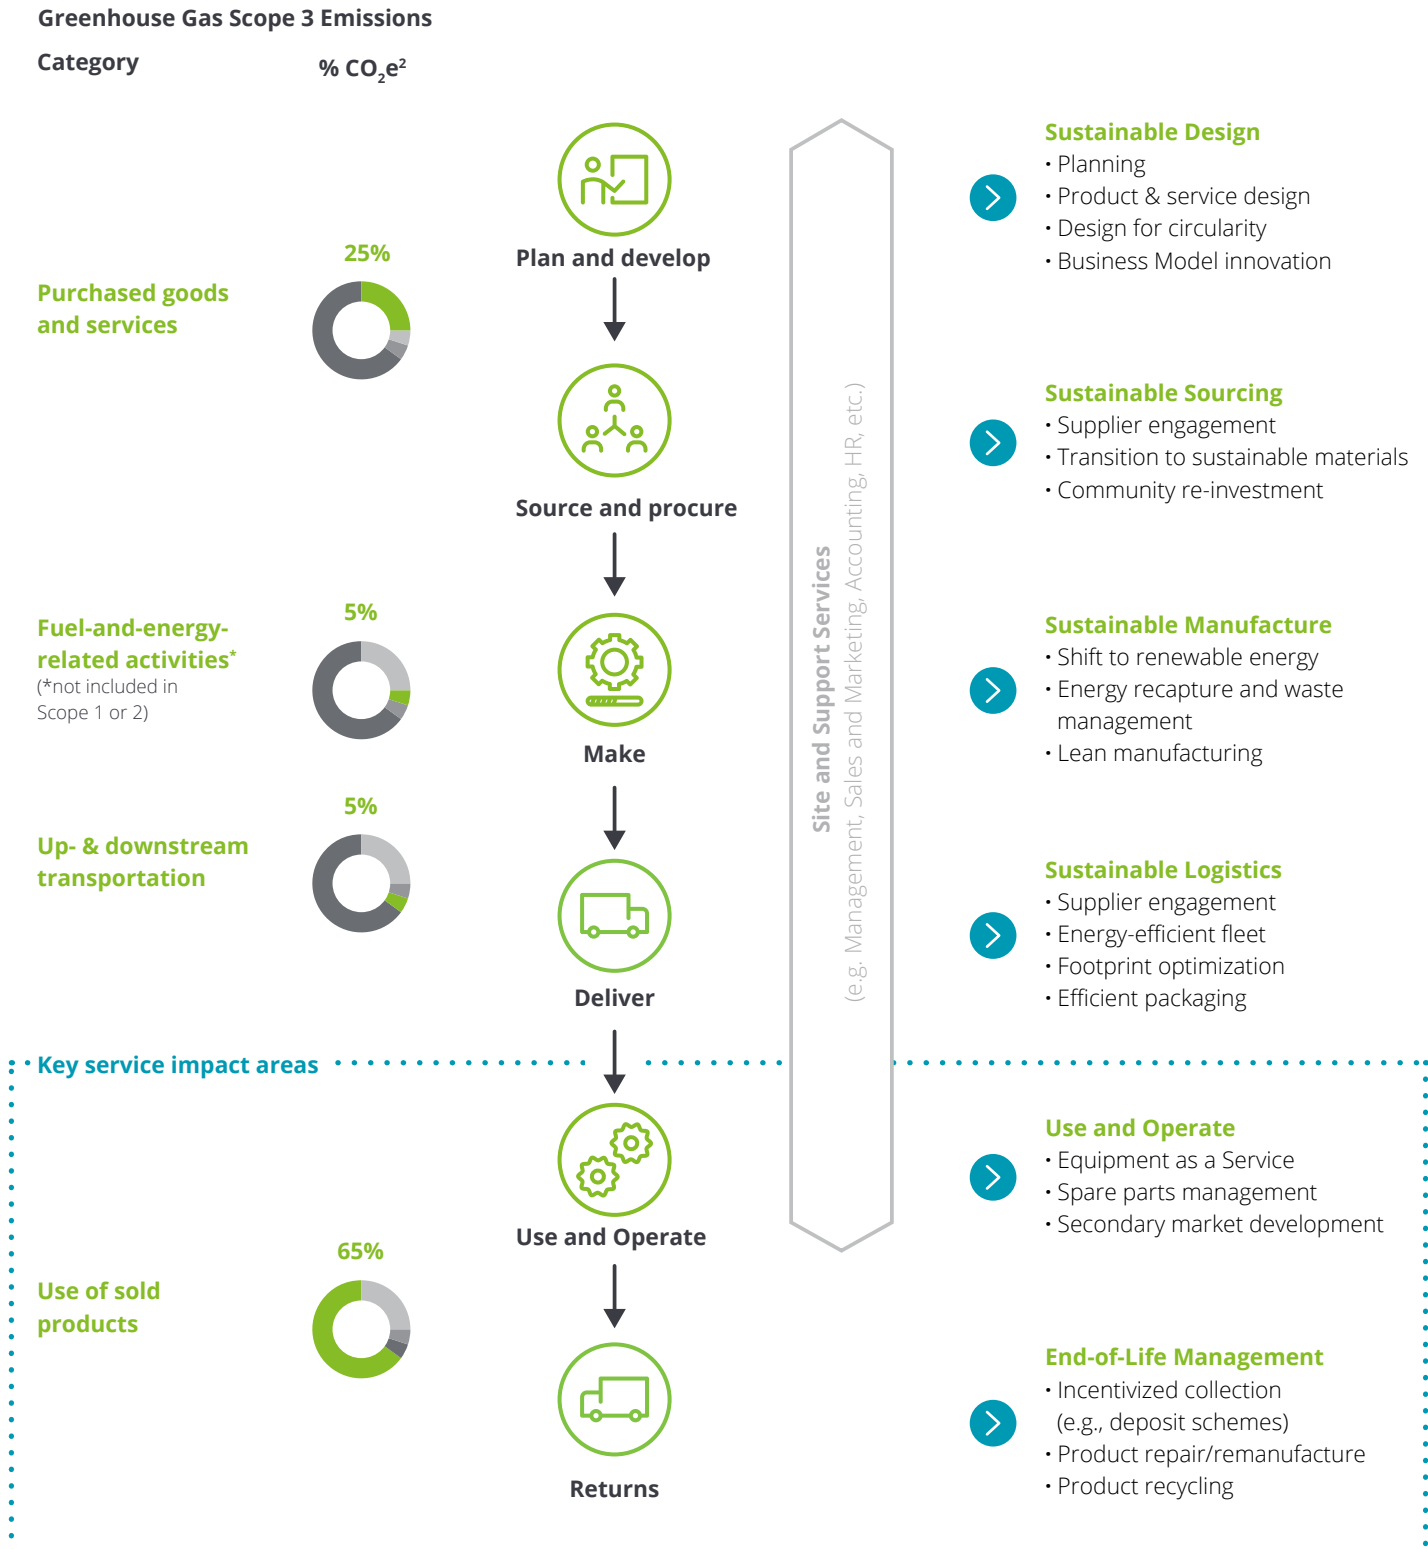 Greenhouse Gas Scope 3 Emissions
Category
% CO₂e²
Purchased goods
and services
25%
Fuel-and-energy-
related activities*
(*not included in
Scope 1 or 2)
5%
Up- & downstream
transportation
5%
Key service impact areas
Use of sold
products
65%
Plan and develop
Source and procure
Make
Deliver
Use and Operate
Returns
Site and Support Services
(e.g. Management, Sales and Marketing, Accounting, HR, etc.)
Sustainable Design
• Planning
• Product & service design
• Design for circularity
• Business Model innovation
Sustainable Sourcing
• Supplier engagement
• Transition to sustainable materials
• Community re-investment
Sustainable Manufacture
• Shift to renewable energy
• Energy recapture and waste
management
• Lean manufacturing
Sustainable Logistics
• Supplier engagement
• Energy-efficient fleet
• Footprint optimization
• Efficient packaging
Use and Operate
• Equipment as a Service
• Spare parts management
• Secondary market development
End-of-Life Management
• Incentivized collection
(e.g., deposit schemes)
• Product repair/remanufacture
• Product recycling